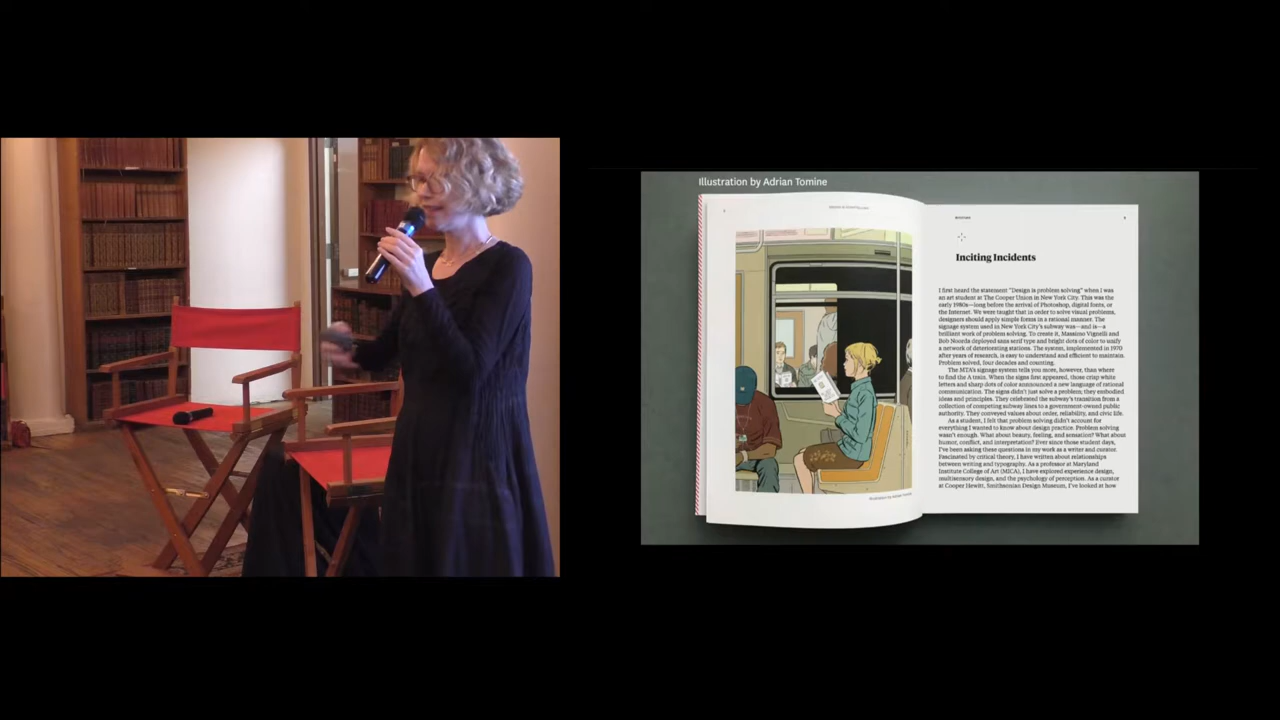 Illustration by Adrian Tomine
Inciting Incidents
I first heard the statement "Design is problem solving" when I was
an art student at The Cooper Union in New York City. This was the
early 1980s—long before the arrival of Photoshop, digital fonts, or
the Internet. We were taught that in order to solve visual problems,
designers should apply simple forms in a rational manner. The
signage system used in New York City's subway was—and is—a
brilliant work of problem solving. To create it, Massimo Vignelli and
Bob Noorda deployed sans serif type and bright dots of color to unify
a network of deteriorating stations. The system, implemented in 1970
after years of research, is easy to understand and efficient to maintain.
Problem solved, four decades and counting.
The MTA's signage system tells you more, however, than where
to find the A train. When the signs first appeared, those crisp white
letters and sharp dots of color announced a new language of rational
communication. The signs didn't just solve a problem; they embodied
ideas and principles. They celebrated the subway's transition from a
collection of competing subway lines to a government-owned public
authority. They conveyed values about order, reliability, and civic life.
As a student, I felt that problem solving didn't account for
everything I wanted to know about design practice. Problem solving
wasn't enough. What about beauty, feeling, and sensation? What about
humor, conflict, and interpretation? Ever since those student days,
I've been asking these questions in my work as a writer and curator.
Fascinated by critical theory, I have written about relationships
between writing and typography. As a professor at Maryland
Institute College of Art (MICA), I have explored experience design,
multisensory design, and the psychology of perception. As a curator
at Cooper Hewitt, Smithsonian Design Museum, I've looked at how
Illustration by Adrian Tomine